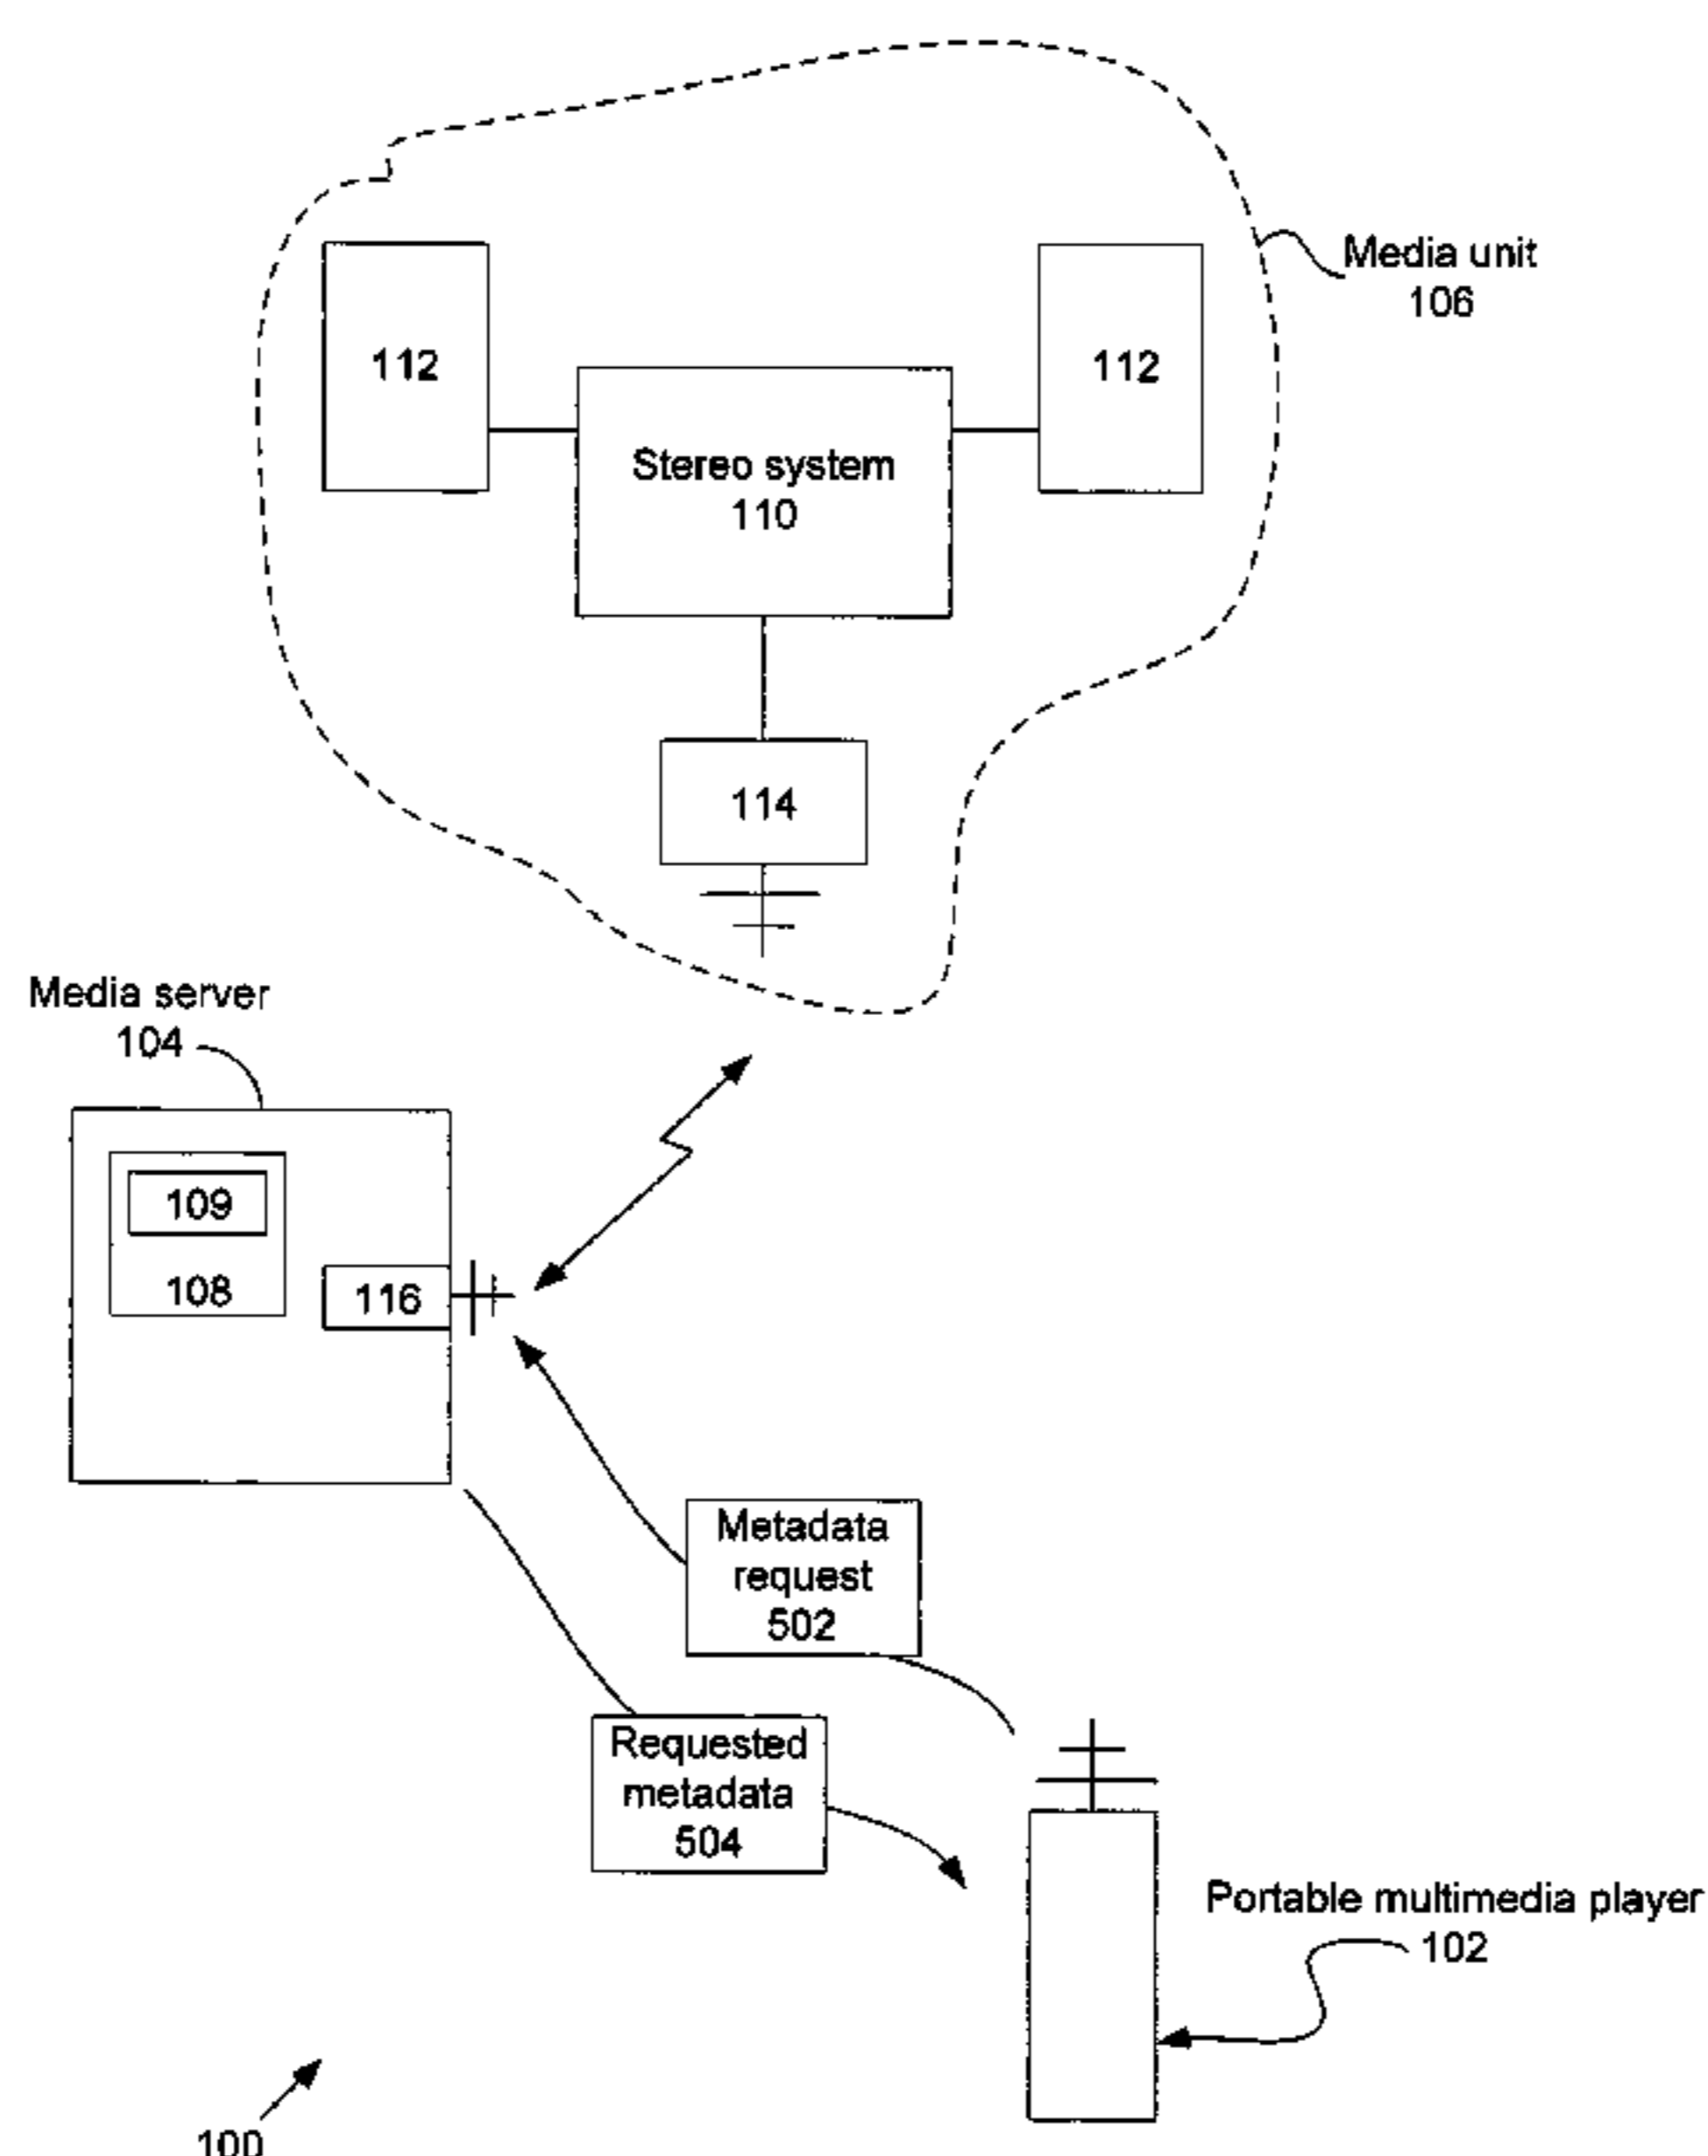 Media unit
106
112
112
Stereo system
110
114
Media server
104
109
108
116
Metadata
request
502
Requested
metadata
504
Portable multimedia player
102
100